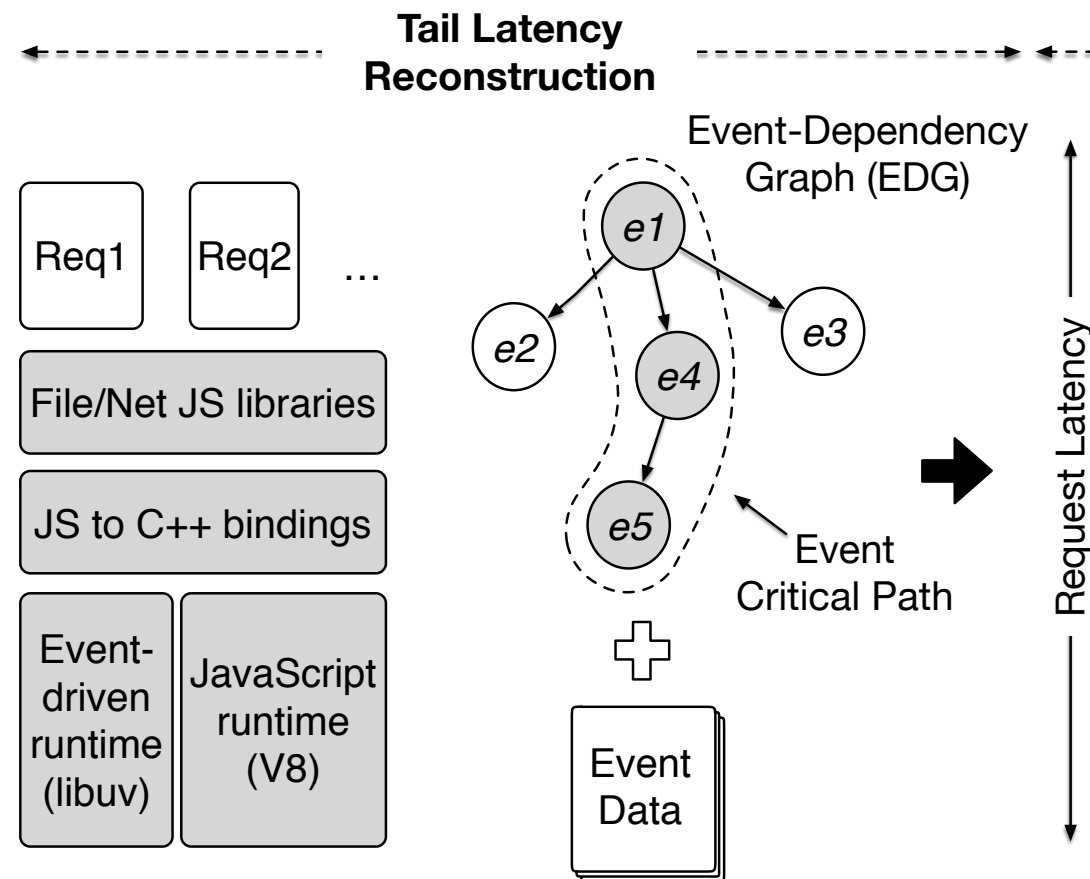 Tail Latency
Reconstruction
Event-Dependency
Graph (EDG)
Req1
Req2
...
File/Net JS libraries
JS to C++ bindings
Event-
driven
runtime
(libuv)
JavaScript
runtime
(V8)
e1
e2
e3
e4
e5
Event
Critical Path
Event
Data
Request Latency